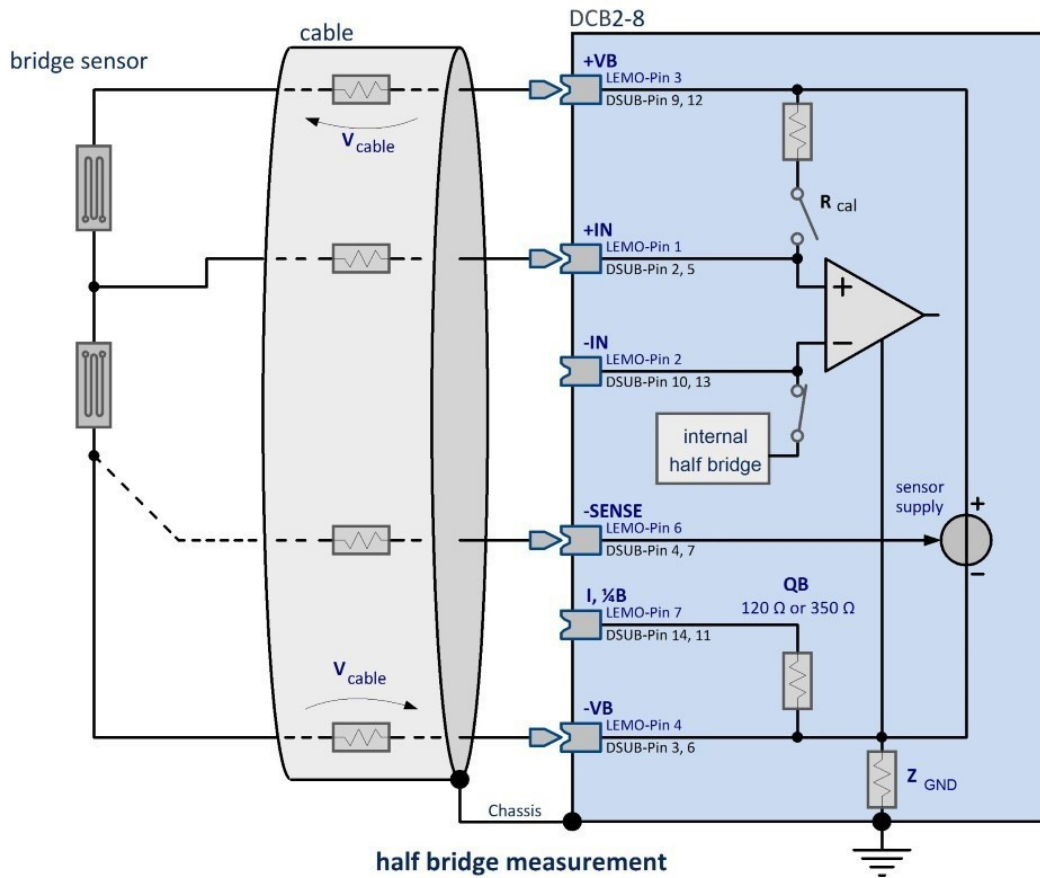 DCB2-8
cable
bridge sensor
+VB
LEMO-Pin 3
DSUB-Pin 9, 12
V cable
R cal
+IN
LEMO-Pin 1
DSUB-Pin 2, 5
+
−
-IN
LEMO-Pin 2
DSUB-Pin 10, 13
internal
half bridge
sensor
supply
+
−
-SENSE
LEMO-Pin 6
DSUB-Pin 4, 7
I, ¼B
LEMO-Pin 7
DSUB-Pin 14, 11
QB
120 Ω or 350 Ω
V cable
-VB
LEMO-Pin 4
DSUB-Pin 3, 6
Z GND
Chassis
half bridge measurement